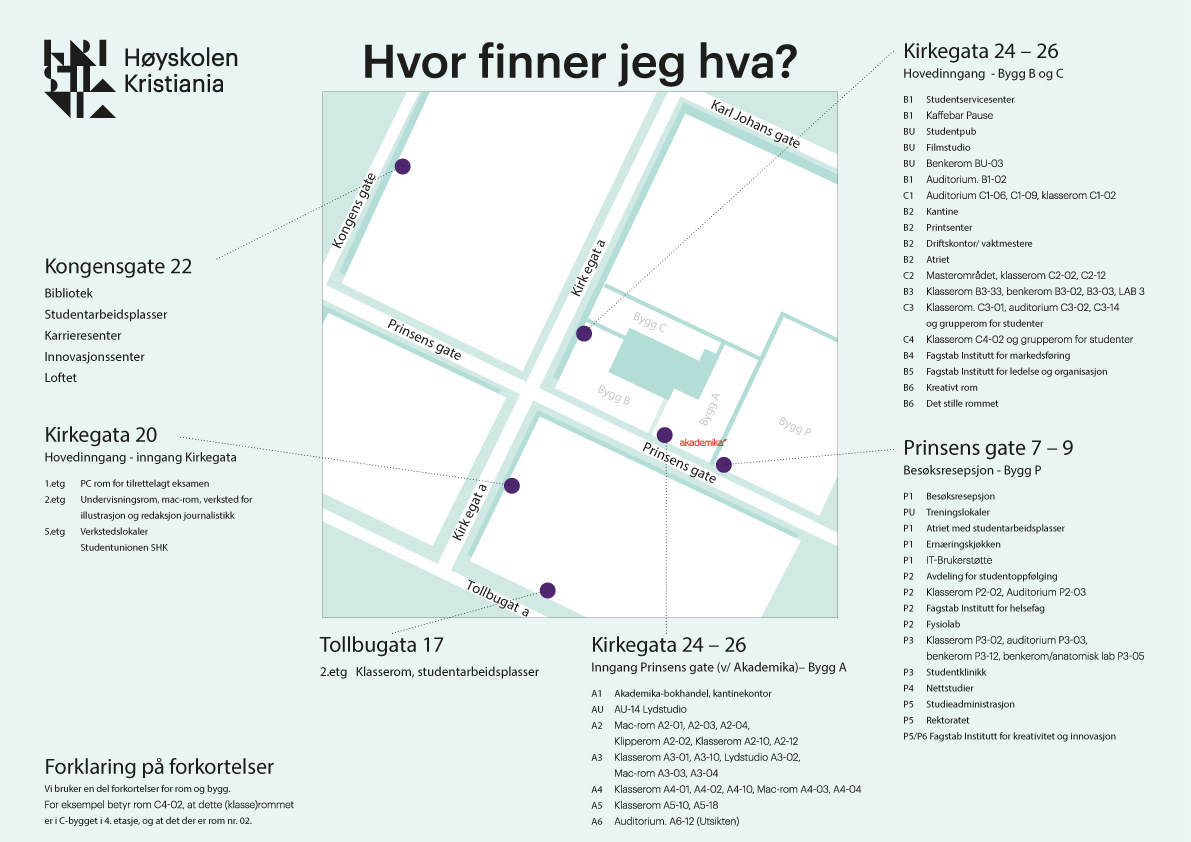 Høyskolen
Kristiania
Hvor finner jeg hva?
Karl Johans gate
Kongens gate
Kirk egat a
Prinsens gate
Bygg C
Bygg B
Bygg A
Bygg P
akademika
Prinsens gate
Kirk egat a
Tollbugat a
Kongensgate 22
Bibliotek
Studentarbeidsplasser
Karrieresenter
Innovasjonssenter
Loftet
Kirkegata 20
Hovedinngang - inngang Kirkegata
1.etg PC rom for tilrettelagt eksamen
2.etg Undervisningsrom, mac-rom, verksted for
illustrasjon og redaksjon journalistikk
5.etg Verkstedslokaler
Studentunionen SHK
Tollbugata 17
2.etg Klasserom, studentarbeidsplasser
Forklaring på forkortelser
Vi bruker en del forkortelser for rom og bygg.
For eksempel betyr rom C4-02, at dette (klasse)rommet
er i C-bygget i 4. etasje, og at det der er rom nr. 02.
Kirkegata 24 – 26
Inngang Prinsens gate (v/ Akademika)– Bygg A
A1 Akademika-bokhandel, kantinekontor
AU AU-14 Lydstudio
A2 Mac-rom A2-01, A2-03, A2-04,
Klipperom A2-02, Klasserom A2-10, A2-12
A3 Klasserom A3-01, A3-10, Lydstudio A3-02,
Mac-rom A3-03, A3-04
A4 Klasserom A4-01, A4-02, A4-10, Mac-rom A4-03, A4-04
A5 Klasserom A5-10, A5-18
A6 Auditorium. A6-12 (Utsikten)
Kirkegata 24 – 26
Hovedinngang - Bygg B og C
B1 Studentservicesenter
B1 Kaffebar Pause
BU Studentpub
BU Filmstudio
BU Benkerom BU-03
B1 Auditorium. B1-02
C1 Auditorium C1-06, C1-09, klasserom C1-02
B2 Kantine
B2 Printsenter
B2 Driftskontor/ vaktmestere
B2 Atriet
C2 Masterområdet, klasserom C2-02, C2-12
B3 Klasserom B3-33, benkerom B3-02, B3-03, LAB 3
C3 Klasserom. C3-01, auditorium C3-02, C3-14
og grupperom for studenter
C4 Klasserom C4-02 og grupperom for studenter
B4 Fagstab Institutt for markedsføring
B5 Fagstab Institutt for ledelse og organisasjon
B6 Kreativt rom
B6 Det stille rommet
Prinsens gate 7 – 9
Besøksresepsjon - Bygg P
P1 Besøksresepsjon
PU Treningslokaler
P1 Atriet med studentarbeidsplasser
P1 Ernæringskjøkken
P1 IT-Brukerstøtte
P2 Avdeling for studentoppfølging
P2 Klasserom P2-02, Auditorium P2-03
P2 Fagstab Institutt for helsefag
P2 Fysiolab
P3 Klasserom P3-02, auditorium P3-03,
benkerom P3-12, benkerom/anatomisk lab P3-05
P3 Studentklinikk
P4 Nettstudier
P5 Studieadministrasjon
P5 Rektoratet
P5/P6 Fagstab Institutt for kreativitet og innovasjon